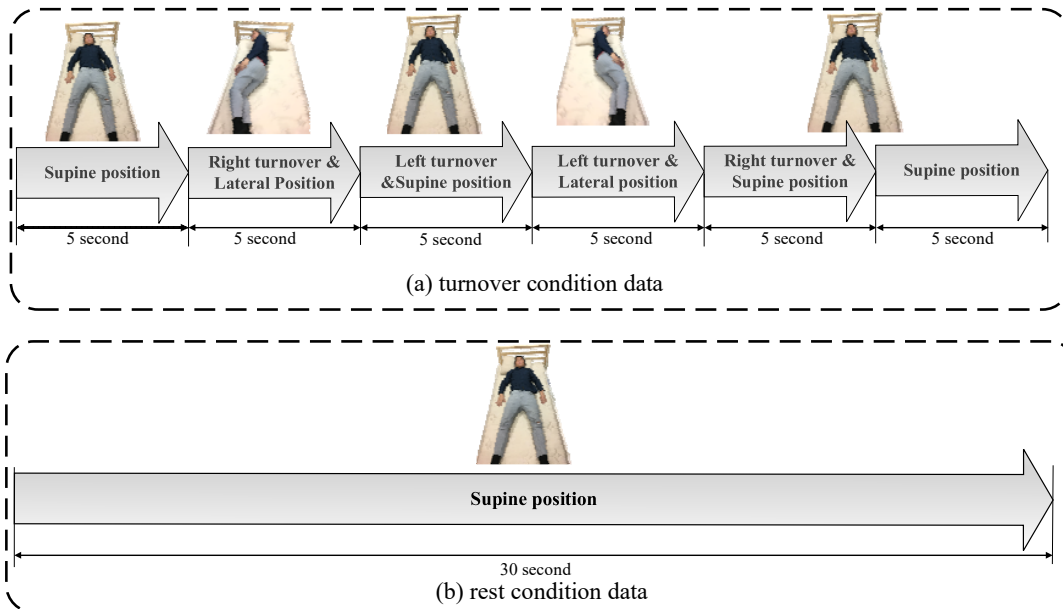 Supine position
Right turnover &
Lateral Position
Left turnover
&Supine position
Left turnover &
Lateral position
Right turnover &
Supine position
Supine position
5 second
5 second
5 second
5 second
5 second
5 second
(a) turnover condition data
Supine position
30 second
(b) rest condition data